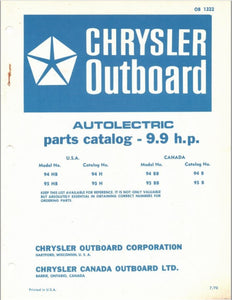 OB 1333
CHRYSLER
Outboard
AUTOLECTRIC
parts catalog - 9.9 h.p.
U.S.A. CANADA
Model No. Catalog No. Model No. Catalog No.
94 HB 94 H 94 BB 94 B
95 HB 95 H 95 BB 95 B
KEEP THIS LIST AVAILABLE FOR REFERENCE. IT IS NOT ONLY VALUABLE
BUT ABSOLUTELY ESSENTIAL IN OBTAINING CORRECT NUMBERS FOR
ORDERING PARTS.
CHRYSLER OUTBOARD CORPORATION
HARTFORD, WISCONSIN, U.S.A.
CHRYSLER CANADA OUTBOARD LTD.
BARRIE, ONTARIO, CANADA
Printed in U.S.A. 7/70